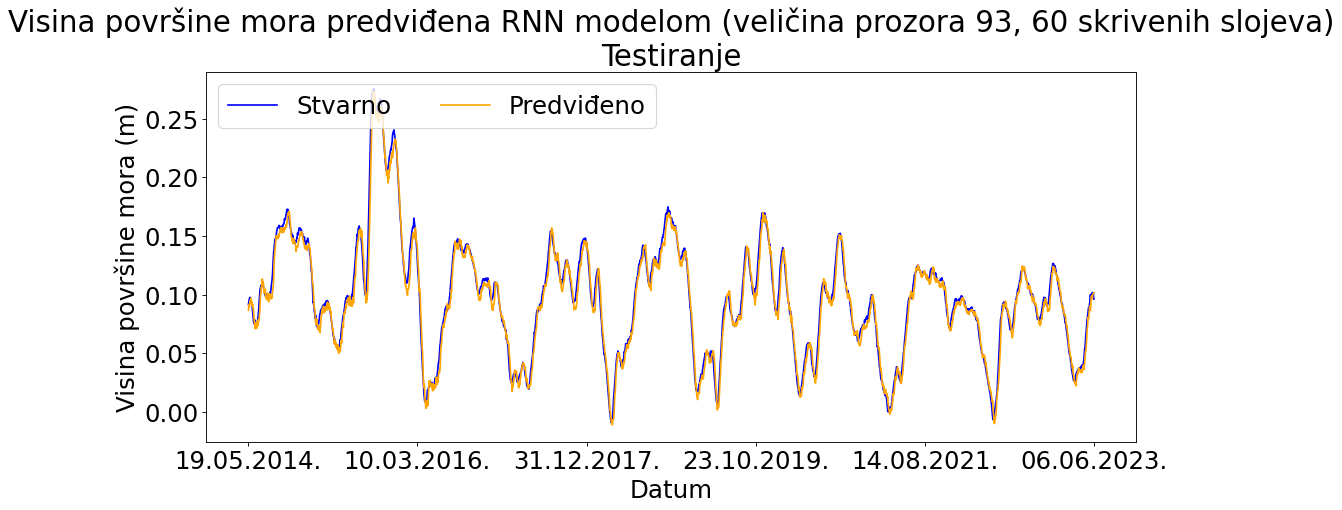 Visina površine mora predviđena RNN modelom (veličina prozora 93, 60 skrivenih slojeva)
Testiranje
Stvarno
Predviđeno
Visina površine mora (m)
0.25
0.20
0.15
0.10
0.05
0.00
19.05.2014. 10.03.2016. 31.12.2017. 23.10.2019. 14.08.2021. 06.06.2023.
Datum